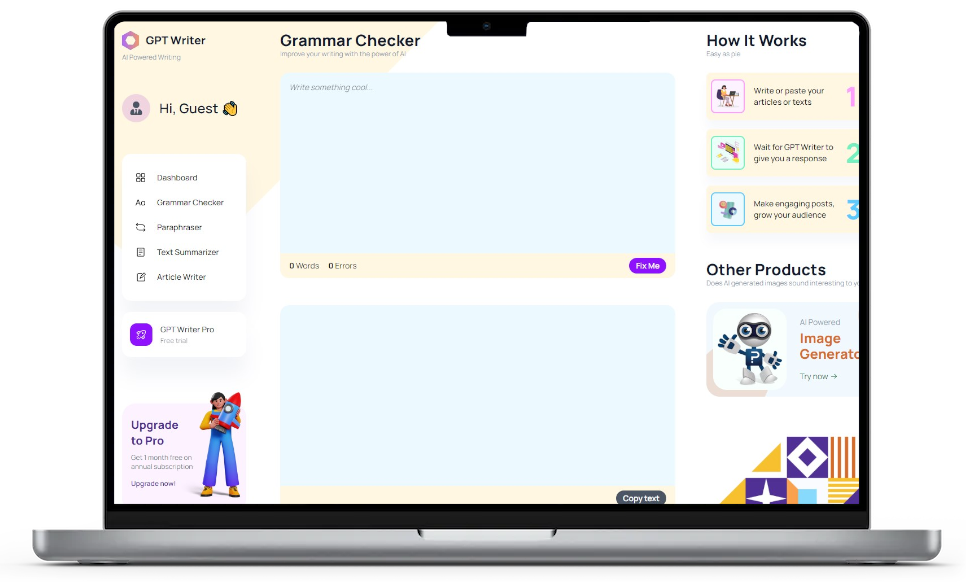 GPT Writer
AI Powered Writing
Hi, Guest
Dashboard
Ao Grammar Checker
Paraphraser
Text Summarizer
Article Writer
GPT Writer Pro
Free trial
Upgrade
to Pro
Get 1 month free on
annual subscription
Upgrade now!
Grammar Checker
Improve your writing with the power of AI
Write something cool...
0 Words 0 Errors
Fix Me
Copy text
How It Works
Easy as pie
Write or paste your
articles or texts
1
Wait for GPT Writer to
give you a response
2
Make engaging posts,
grow your audience
3
Other Products
Does AI generated images sound interesting to
AI Powered
Image
Generato
Try now →
?